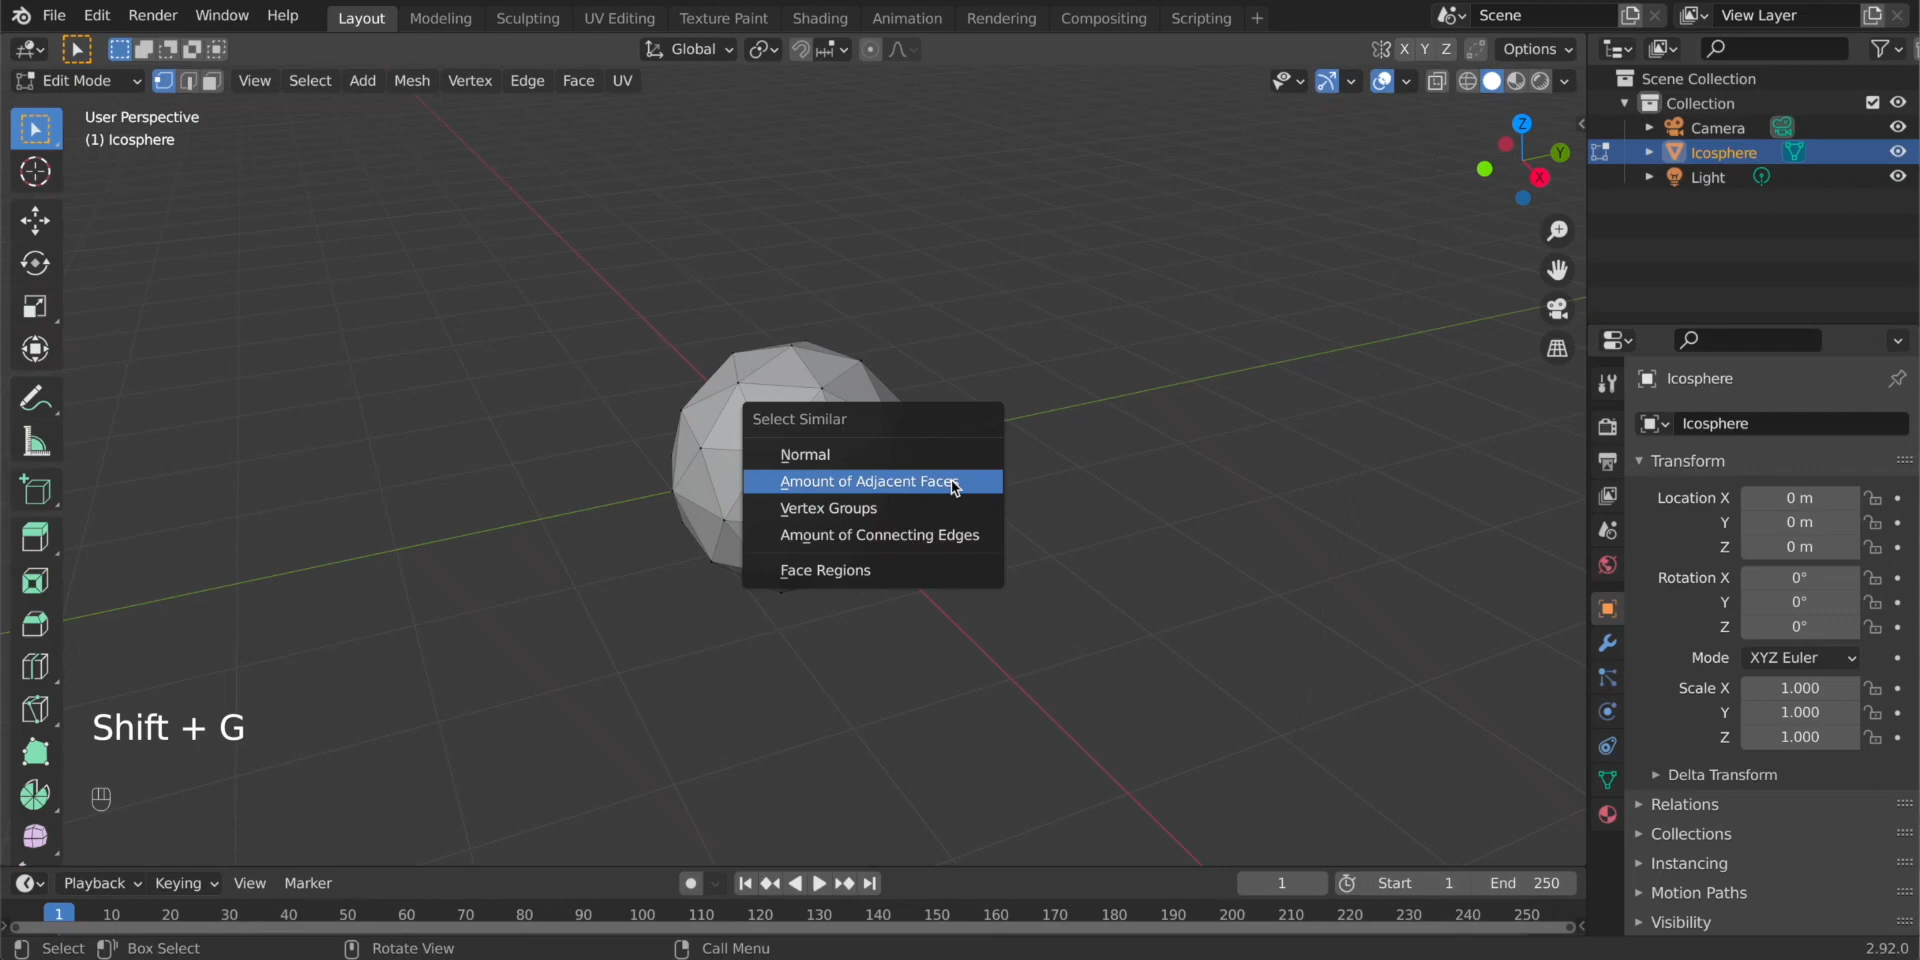 File Edit Render Window Help Layout Modeling Sculpting UV Editing Texture Paint Shading Animation Rendering Compositing Scripting + Scene View Layer
Global X Y Z Options
Edit Mode View Select Add Mesh Vertex Edge Face UV
User Perspective
(1) Icosphere
Z
Y
X
Scene Collection
Collection
Camera
Icosphere
Light
Select Similar
Normal
Amount of Adjacent Faces
Vertex Groups
Amount of Connecting Edges
Face Regions
Shift + G
Icosphere
Icosphere
Transform
Location X 0 m
Y 0 m
Z 0 m
Rotation X 0°
Y 0°
Z 0°
Mode XYZ Euler
Scale X 1.000
Y 1.000
Z 1.000
Delta Transform
Relations
Collections
Instancing
Motion Paths
Visibility
Playback Keying View Marker 1 Start 1 End 250
1 10 20 30 40 50 60 70 80 90 100 110 120 130 140 150 160 170 180 190 200 210 220 230 240 250
Select Box Select Rotate View Call Menu 2.92.0